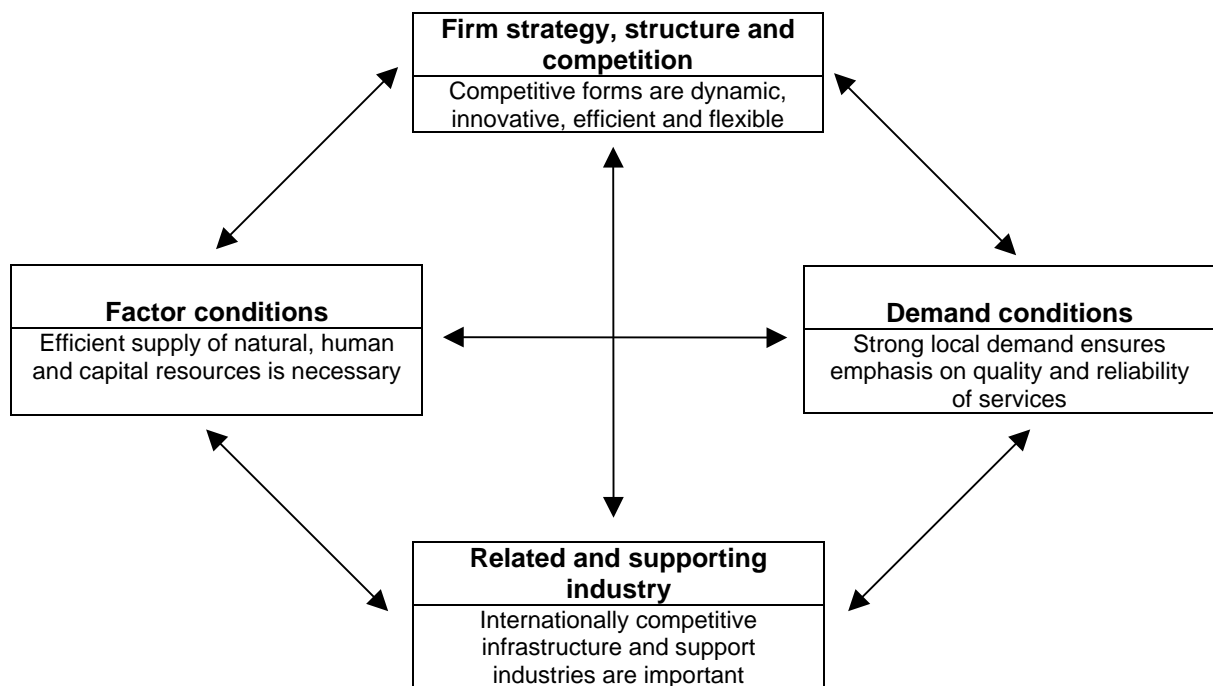 Firm strategy, structure and
competition
Competitive forms are dynamic,
innovative, efficient and flexible
Factor conditions
Efficient supply of natural, human
and capital resources is necessary
Demand conditions
Strong local demand ensures
emphasis on quality and reliability
of services
Related and supporting
industry
Internationally competitive
infrastructure and support
industries are important